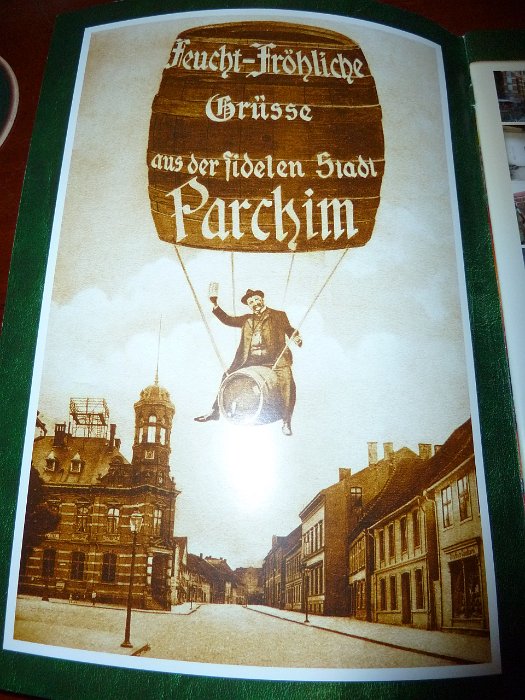 Feucht-Fröhliche
Grüsse
aus der fidelen Stadt
Parchim